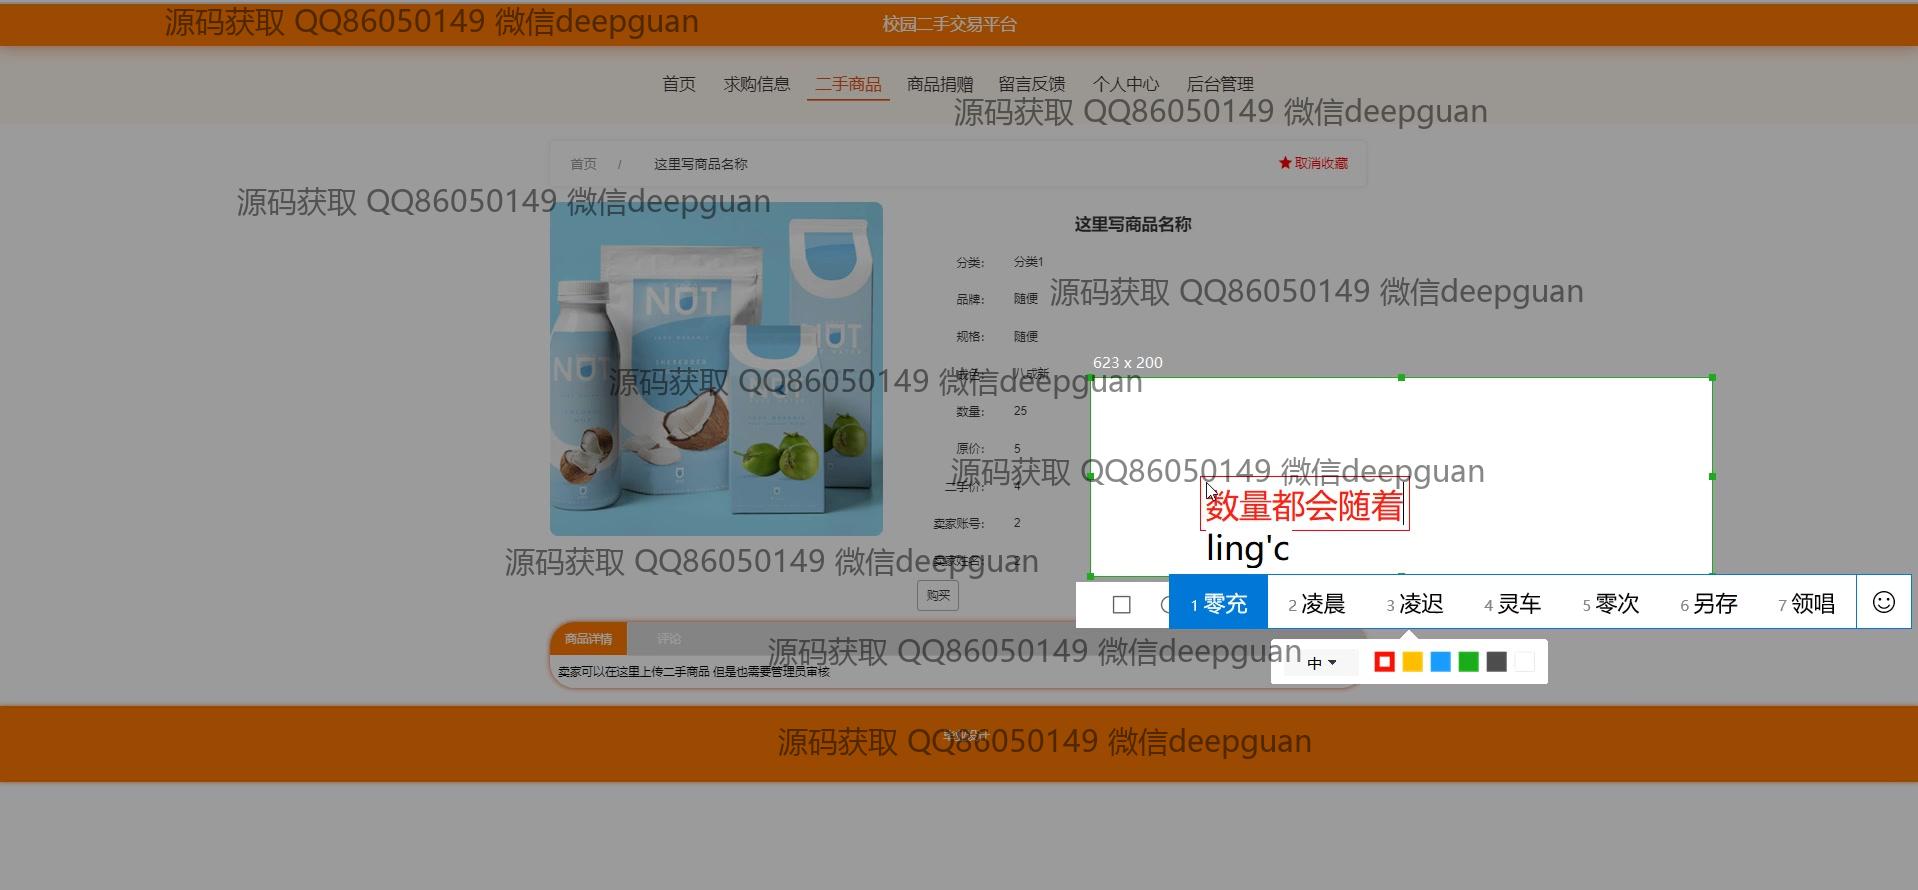 源码获取 QQ86050149 微信deepguan
校园二手交易平台
首页 求购信息 二手商品 商品捐赠 留言反馈 个人中心 后台管理
源码获取 QQ86050149 微信deepguan
首页 / 这里写商品名称
取消收藏
源码获取 QQ86050149 微信deepguan
这里写商品名称
NUT
NUT
NUT
分类: 分类1
源码获取 QQ86050149 微信deepguan
品牌: 随便
规格: 随便
623 x 200
成色: 八成新
源码获取 QQ86050149 微信deepguan
数量: 25
原价: 5
源码获取 QQ86050149 微信deepguan
二手价: 4
数量都会随着
卖家账号: 2
ling'c
源码获取 QQ86050149 微信deepguan
卖家姓名: 2
购买
1 零充 2 凌晨 3 凌迟 4 灵车 5 零次 6 另存 7 领唱
商品详情 评论
源码获取 QQ86050149 微信deepguan
中
卖家可以在这里上传二手商品 但是也需要管理员审核
毕业设计
源码获取 QQ86050149 微信deepguan